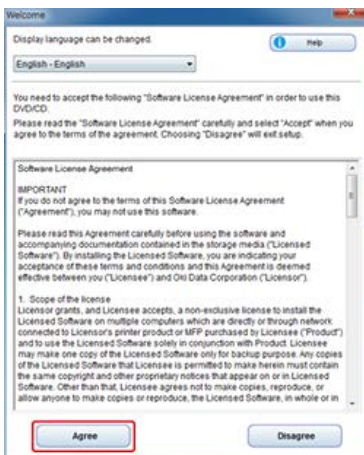 Welcome
Display language can be changed.
Help
English - English
You need to accept the following "Software License Agreement" in order to use this
DVD/CD.
Please read the "Software License Agreement" carefully and select "Accept" when you
agree to the terms of the agreement. Choosing "Disagree" will exit setup.
Software License Agreement
IMPORTANT
If you do not agree to the terms of this Software License Agreement
("Agreement"), you may not use this software.
Please read this Agreement carefully before using the software and
accompanying documentation contained in the storage media ("Licensed
Software"). By installing the Licensed Software, you are indicating your
acceptance of these terms and conditions and this Agreement is deemed
effective between you ("Licensee") and Oki Data Corporation ("Licensor").
1. Scope of the license
Licensor grants, and Licensee accepts, a non-exclusive license to install the
Licensed Software on multiple computers which are directly or through network
connected to Licensor's printer product or MFP purchased by Licensee ("Product")
and to use the Licensed Software solely in conjunction with Product. Licensee
may make one copy of the Licensed Software only for backup purpose. Any copies
of the Licensed Software that Licensee is permitted to make herein must contain
the same copyright and other proprietary notices that appear on or in Licensed
Software. Other than that, Licensee agrees not to make copies, reproduce, or
allow anyone to make copies or reproduce, the Licensed Software, in whole or in
Agree
Disagree